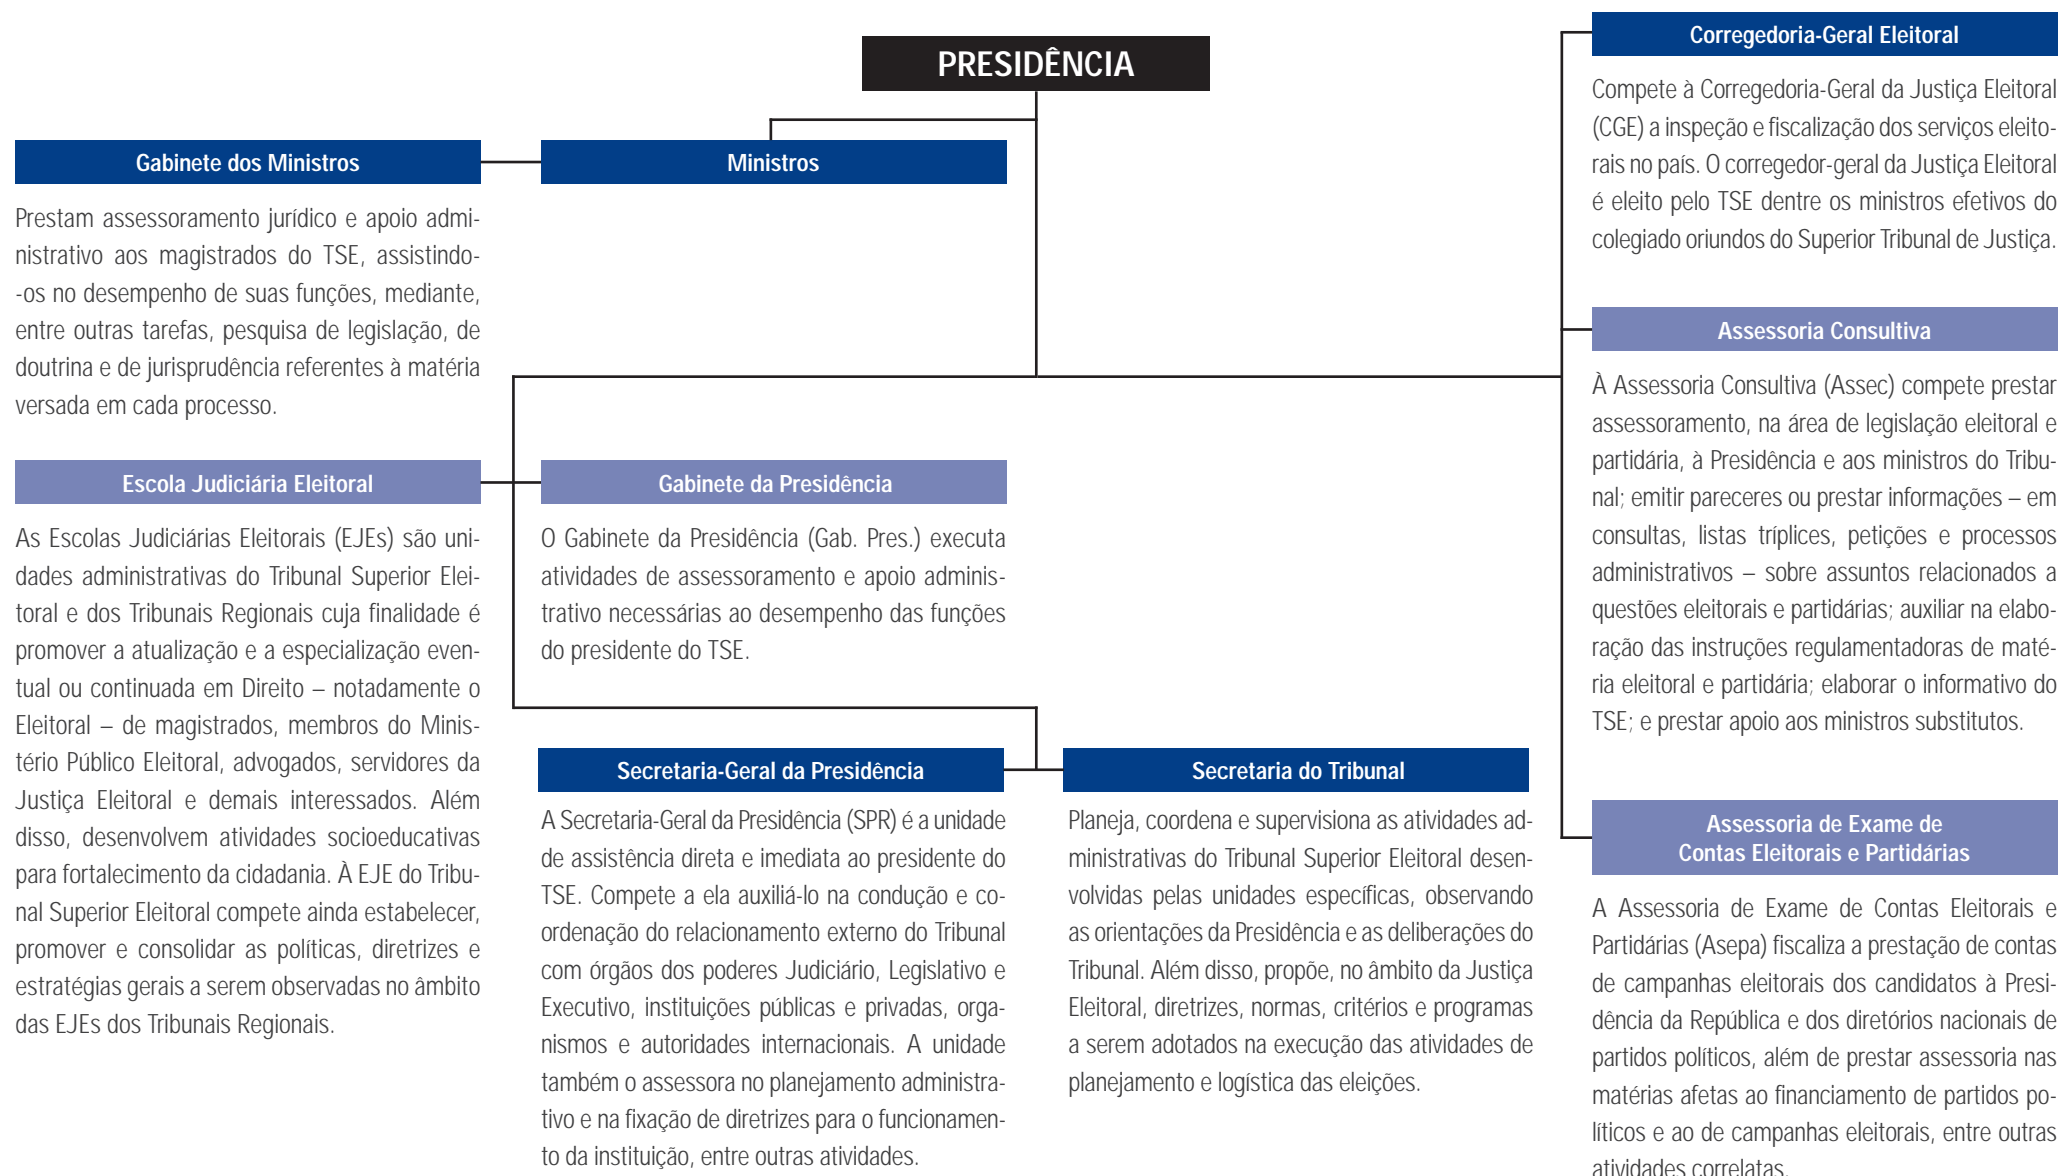 PRESIDÊNCIA
Gabinete dos Ministros
Prestam assessoramento jurídico e apoio admi-
nistrativo aos magistrados do TSE, assistindo-
-os no desempenho de suas funções, mediante,
entre outras tarefas, pesquisa de legislação, de
doutrina e de jurisprudência referentes à matéria
versada em cada processo.
Ministros
Escola Judiciária Eleitoral
As Escolas Judiciárias Eleitorais (EJEs) são uni-
dades administrativas do Tribunal Superior Elei-
toral e dos Tribunais Regionais cuja finalidade é
promover a atualização e a especialização even-
tual ou continuada em Direito – notadamente o
Eleitoral – de magistrados, membros do Minis-
tério Público Eleitoral, advogados, servidores da
Justiça Eleitoral e demais interessados. Além
disso, desenvolvem atividades socioeducativas
para fortalecimento da cidadania. À EJE do Tribu-
nal Superior Eleitoral compete ainda estabelecer,
promover e consolidar as políticas, diretrizes e
estratégias gerais a serem observadas no âmbito
das EJEs dos Tribunais Regionais.
Gabinete da Presidência
O Gabinete da Presidência (Gab. Pres.) executa
atividades de assessoramento e apoio adminis-
trativo necessárias ao desempenho das funções
do presidente do TSE.
Secretaria-Geral da Presidência
A Secretaria-Geral da Presidência (SPR) é a unidade
de assistência direta e imediata ao presidente do
TSE. Compete a ela auxiliá-lo na condução e co-
ordenação do relacionamento externo do Tribunal
com órgãos dos poderes Judiciário, Legislativo e
Executivo, instituições públicas e privadas, orga-
nismos e autoridades internacionais. A unidade
também o assessora no planejamento administra-
tivo e na fixação de diretrizes para o funcionamen-
to da instituição, entre outras atividades.
Secretaria do Tribunal
Planeja, coordena e supervisiona as atividades ad-
ministrativas do Tribunal Superior Eleitoral desen-
volvidas pelas unidades específicas, observando
as orientações da Presidência e as deliberações do
Tribunal. Além disso, propõe, no âmbito da Justiça
Eleitoral, diretrizes, normas, critérios e programas
a serem adotados na execução das atividades de
planejamento e logística das eleições.
Corregedoria-Geral Eleitoral
Compete à Corregedoria-Geral da Justiça Eleitoral
(CGE) a inspeção e fiscalização dos serviços eleito-
rais no país. O corregedor-geral da Justiça Eleitoral
é eleito pelo TSE dentre os ministros efetivos do
colegiado oriundos do Superior Tribunal de Justiça.
Assessoria Consultiva
À Assessoria Consultiva (Assec) compete prestar
assessoramento, na área de legislação eleitoral e
partidária, à Presidência e aos ministros do Tribu-
nal; emitir pareceres ou prestar informações – em
consultas, listas tríplices, petições e processos
administrativos – sobre assuntos relacionados a
questões eleitorais e partidárias; auxiliar na elabo-
ração das instruções regulamentadoras de maté-
ria eleitoral e partidária; elaborar o informativo do
TSE; e prestar apoio aos ministros substitutos.
Assessoria de Exame de
Contas Eleitorais e Partidárias
A Assessoria de Exame de Contas Eleitorais e
Partidárias (Asepa) fiscaliza a prestação de contas
de campanhas eleitorais dos candidatos à Presi-
dência da República e dos diretórios nacionais de
partidos políticos, além de prestar assessoria nas
matérias afetas ao financiamento de partidos po-
líticos e ao de campanhas eleitorais, entre outras
atividades correlatas.